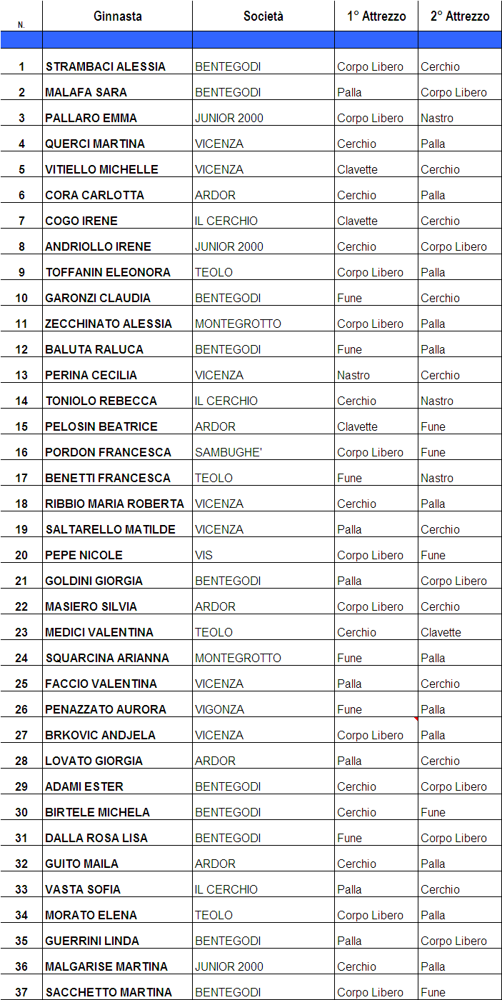 N. Ginnasta Società 1° Attrezzo 2° Attrezzo
1 STRAMBACI ALESSIA BENTEGODI Corpo Libero Cerchio
2 MALAFA SARA BENTEGODI Palla Corpo Libero
3 PALLARO EMMA JUNIOR 2000 Corpo Libero Nastro
4 QUERCI MARTINA VICENZA Cerchio Palla
5 VITIELLO MICHELLE VICENZA Clavette Cerchio
6 CORA CARLOTTA ARDOR Cerchio Palla
7 COGO IRENE IL CERCHIO Clavette Cerchio
8 ANDRIOLLO IRENE JUNIOR 2000 Cerchio Corpo Libero
9 TOFFANIN ELEONORA TEOLO Corpo Libero Palla
10 GARONZI CLAUDIA BENTEGODI Fune Cerchio
11 ZECCHINATO ALESSIA MONTEGROTTO Corpo Libero Palla
12 BALUTA RALUCA BENTEGODI Fune Palla
13 PERINA CECILIA VICENZA Nastro Cerchio
14 TONIOLO REBECCA IL CERCHIO Cerchio Nastro
15 PELOSIN BEATRICE ARDOR Clavette Fune
16 PORDON FRANCESCA SAMBUGHE' Corpo Libero Fune
17 BENETTI FRANCESCA TEOLO Fune Nastro
18 RIBBIO MARIA ROBERTA VICENZA Cerchio Palla
19 SALTARELLO MATILDE VICENZA Palla Cerchio
20 PEPE NICOLE VIS Corpo Libero Fune
21 GOLDINI GIORGIA BENTEGODI Palla Corpo Libero
22 MASIERO SILVIA ARDOR Corpo Libero Cerchio
23 MEDICI VALENTINA TEOLO Cerchio Clavette
24 SQUARCINA ARIANNA MONTEGROTTO Fune Palla
25 FACCIO VALENTINA VICENZA Palla Cerchio
26 PENAZZATO AURORA VIGONZA Fune Palla
27 BRKOVIC ANDJELA VICENZA Corpo Libero Palla
28 LOVATO GIORGIA ARDOR Palla Cerchio
29 ADAMI ESTER BENTEGODI Cerchio Corpo Libero
30 BIRTELE MICHELA BENTEGODI Cerchio Fune
31 DALLA ROSA LISA BENTEGODI Fune Corpo Libero
32 GUITO MAILA ARDOR Cerchio Palla
33 VASTA SOFIA IL CERCHIO Palla Cerchio
34 MORATO ELENA TEOLO Corpo Libero Palla
35 GUERRINI LINDA BENTEGODI Palla Corpo Libero
36 MALGARISE MARTINA JUNIOR 2000 Cerchio Palla
37 SACCHETTO MARTINA BENTEGODI Corpo Libero Fune